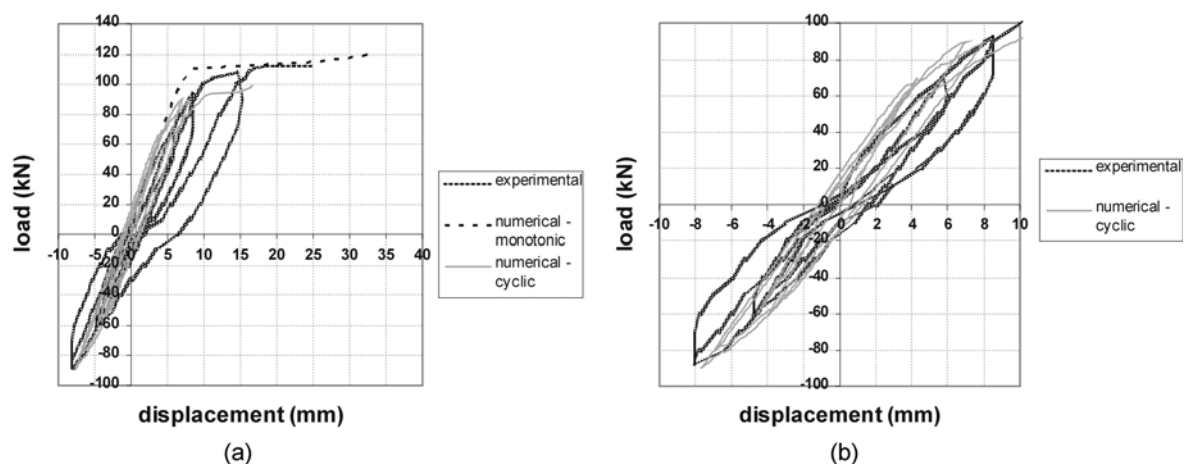 140
120
100
80
60
40
20
0
-20
-40
-60
-80
-100
-10 -5 0 5 10 15 20 25 30 35 40
load (kN)
displacement (mm)
experimental
numerical -
monotonic
numerical -
cyclic
(a)
100
80
60
40
20
0
-20
-40
-60
-80
-100
-10 -8 -6 -4 -2 0 2 4 6 8 10
load (kN)
displacement (mm)
experimental
numerical -
cyclic
(b)